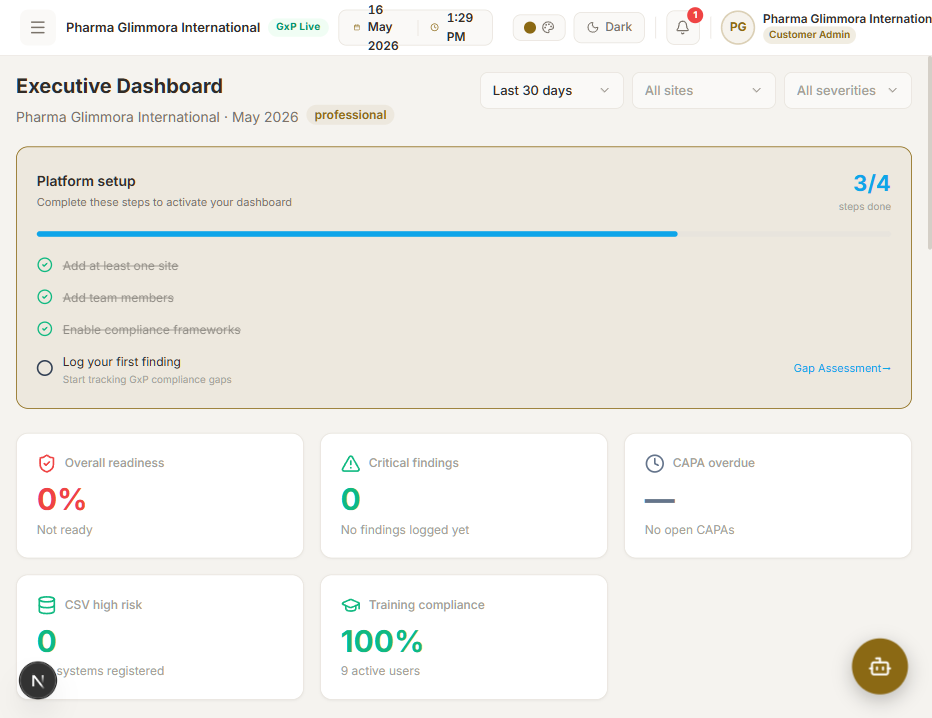 Pharma Glimmora International
GxP Live
16
May
2026
1:29
PM
Dark
1
PG
Pharma Glimmora Internation
Customer Admin
Executive Dashboard
Pharma Glimmora International · May 2026
professional
Last 30 days
All sites
All severities
Platform setup
Complete these steps to activate your dashboard
3/4
steps done
Add at least one site
Add team members
Enable compliance frameworks
Log your first finding
Start tracking GxP compliance gaps
Gap Assessment→
Overall readiness
0%
Not ready
Critical findings
0
No findings logged yet
CAPA overdue
—
No open CAPAs
CSV high risk
0
systems registered
Training compliance
100%
9 active users
N